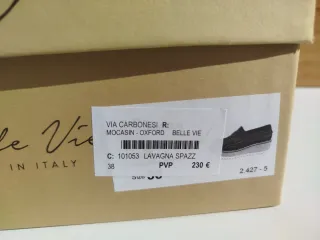 VIA CARBONESI R.
MOCASIN - OXFORD BELLE VIE
C: 101053 LAVAGNA SPAZZ
38 PVP 230 €
2.427 - 5
le Vie
IN ITALY